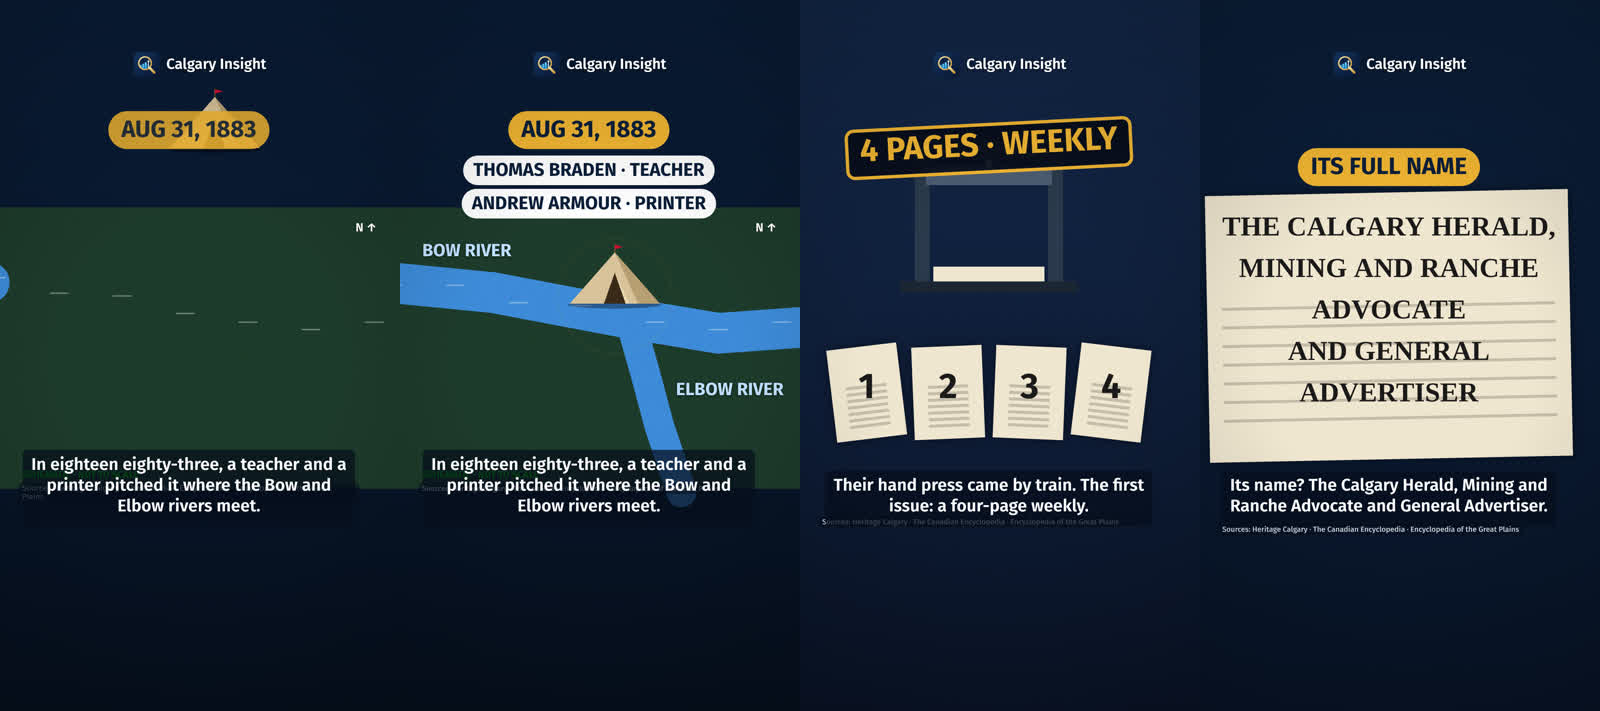 Calgary Insight
AUG 31, 1883
N ↑
In eighteen eighty-three, a teacher and a
printer pitched it where the Bow and
Elbow rivers meet.
Calgary Insight
AUG 31, 1883
THOMAS BRADEN · TEACHER
ANDREW ARMOUR · PRINTER
N ↑
BOW RIVER
ELBOW RIVER
In eighteen eighty-three, a teacher and a
printer pitched it where the Bow and
Elbow rivers meet.
Calgary Insight
4 PAGES · WEEKLY
1 2 3 4
Their hand press came by train. The first
issue: a four-page weekly.
Sources: Heritage Calgary · The Canadian Encyclopedia · Encyclopedia of the Great Plains
Calgary Insight
ITS FULL NAME
THE CALGARY HERALD,
MINING AND RANCHE
ADVOCATE
AND GENERAL
ADVERTISER
Its name? The Calgary Herald, Mining and
Ranche Advocate and General Advertiser.
Sources: Heritage Calgary · The Canadian Encyclopedia · Encyclopedia of the Great Plains